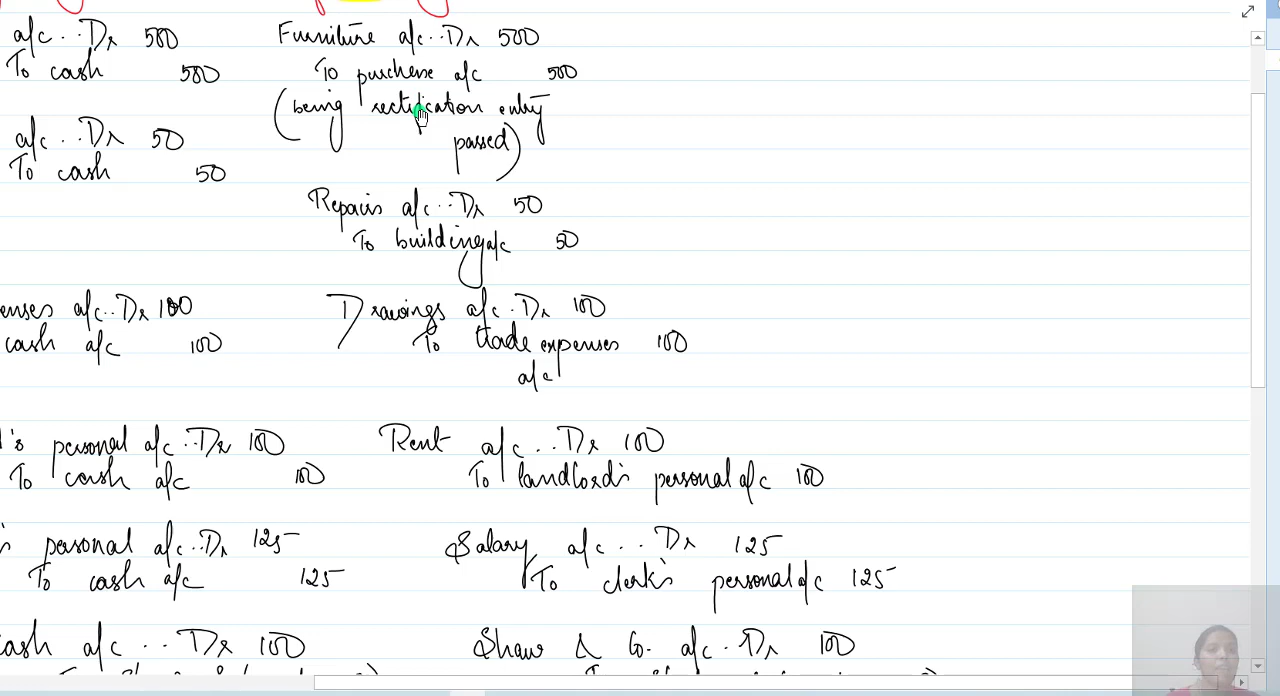 a/c ... Dr 500
To cash 500
a/c ... Dr 50
To cash 50
enses a/c.. Dr 100
cash a/c 100
's personal a/c ..Dr 100
To cash a/c 100
's personal a/c ..Dr 125
To cash a/c 125
cash a/c ... Dr 100
Furniture a/c..Dr 500
To purchase a/c 500
(being rectification entry
passed)
Repairs a/c...Dr 50
To building a/c 50
Drawings a/c . Dr 100
To trade expenses 100
a/c
Rent a/c ... Dr 100
To landlord's personal a/c 100
Salary a/c ... Dr 125
To clerk's personal a/c 125
Shaw & Co. a/c . Dr 100